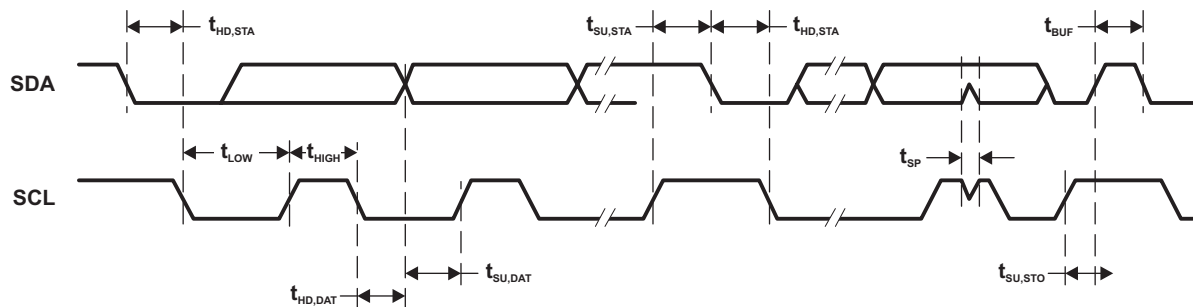 tHD,STA
tSU,STA
tHD,STA
tBUF
SDA
tLOW
tHIGH
tSP
SCL
tSU,DAT
tSU,STO
tHD,DAT